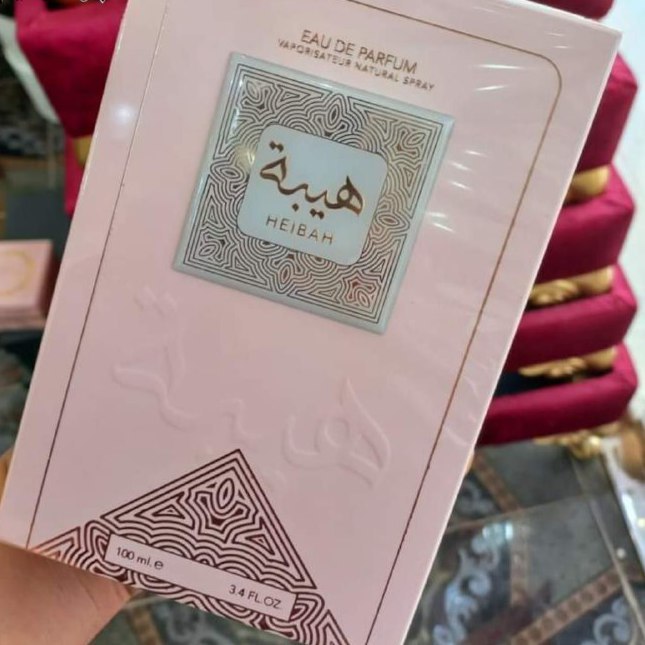 EAU DE PARFUM
VAPORISATEUR NATURAL SPRAY
هيبة
HEIBAH
هيبة
100 ml. e
3.4 FL.OZ.